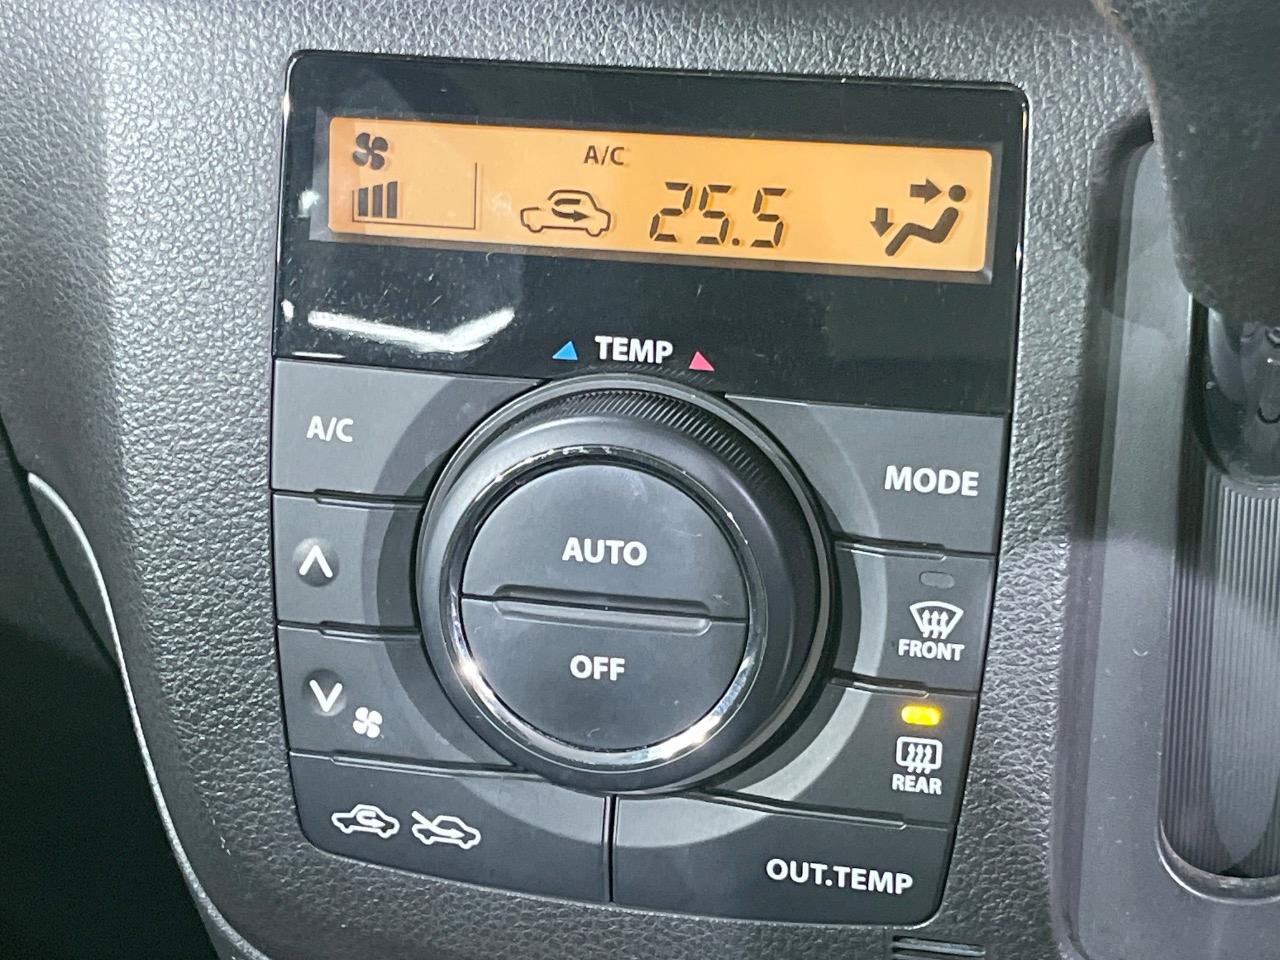 A/C
25.5
TEMP
A/C
MODE
AUTO
FRONT
OFF
REAR
OUT.TEMP